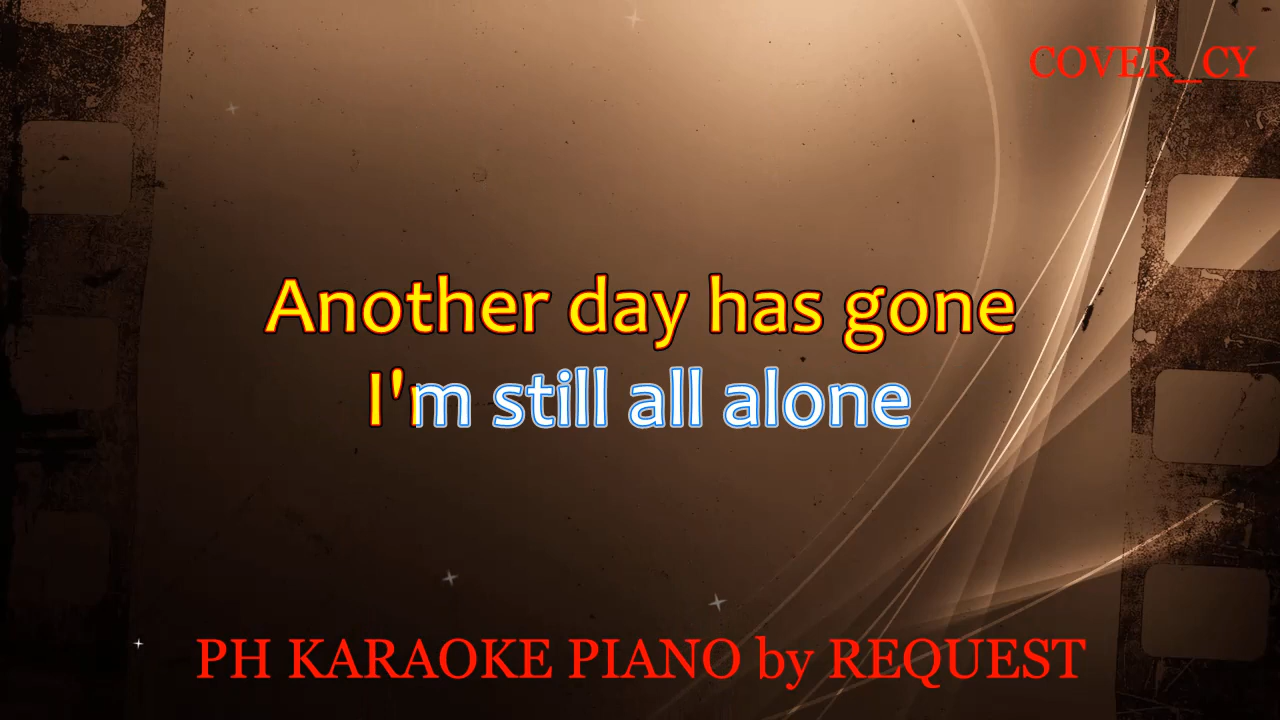 COVER_CY
Another day has gone
I'm still all alone
PH KARAOKE PIANO by REQUEST